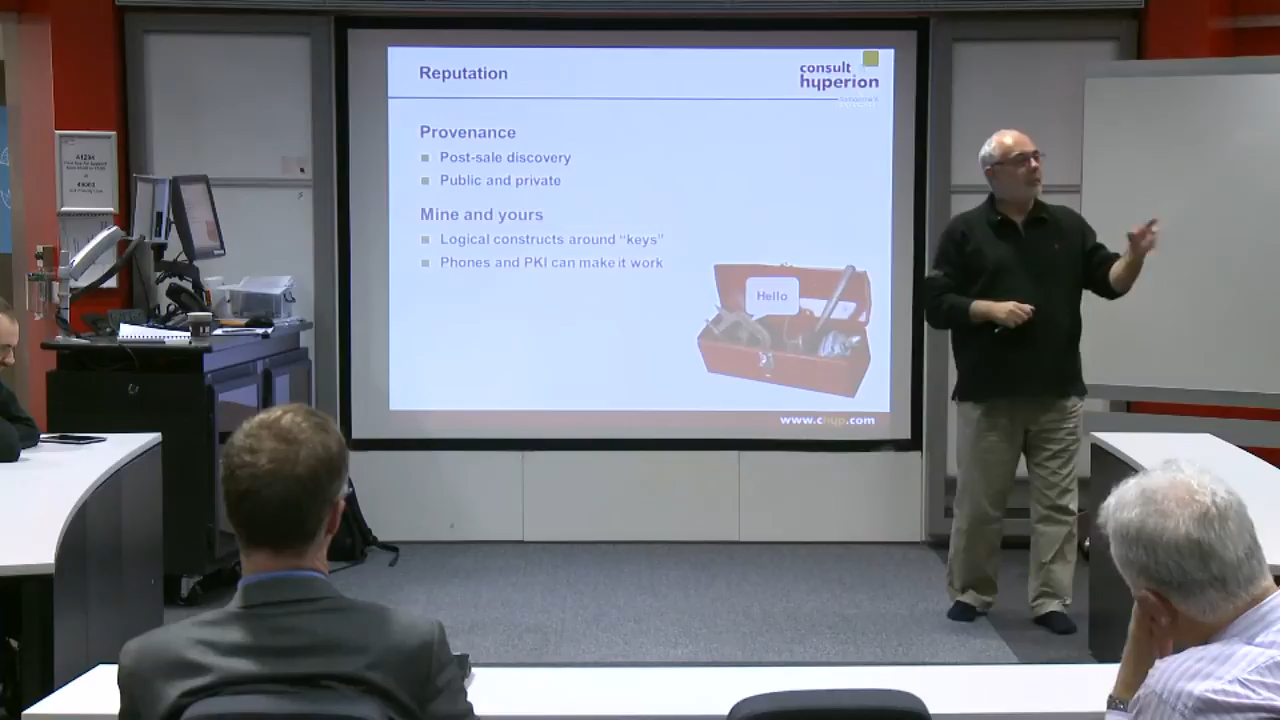 Reputation
consult
hyperion
Provenance
Post-sale discovery
Public and private
Mine and yours
Logical constructs around “keys”
Phones and PKI can make it work
Hello
www.chyp.com